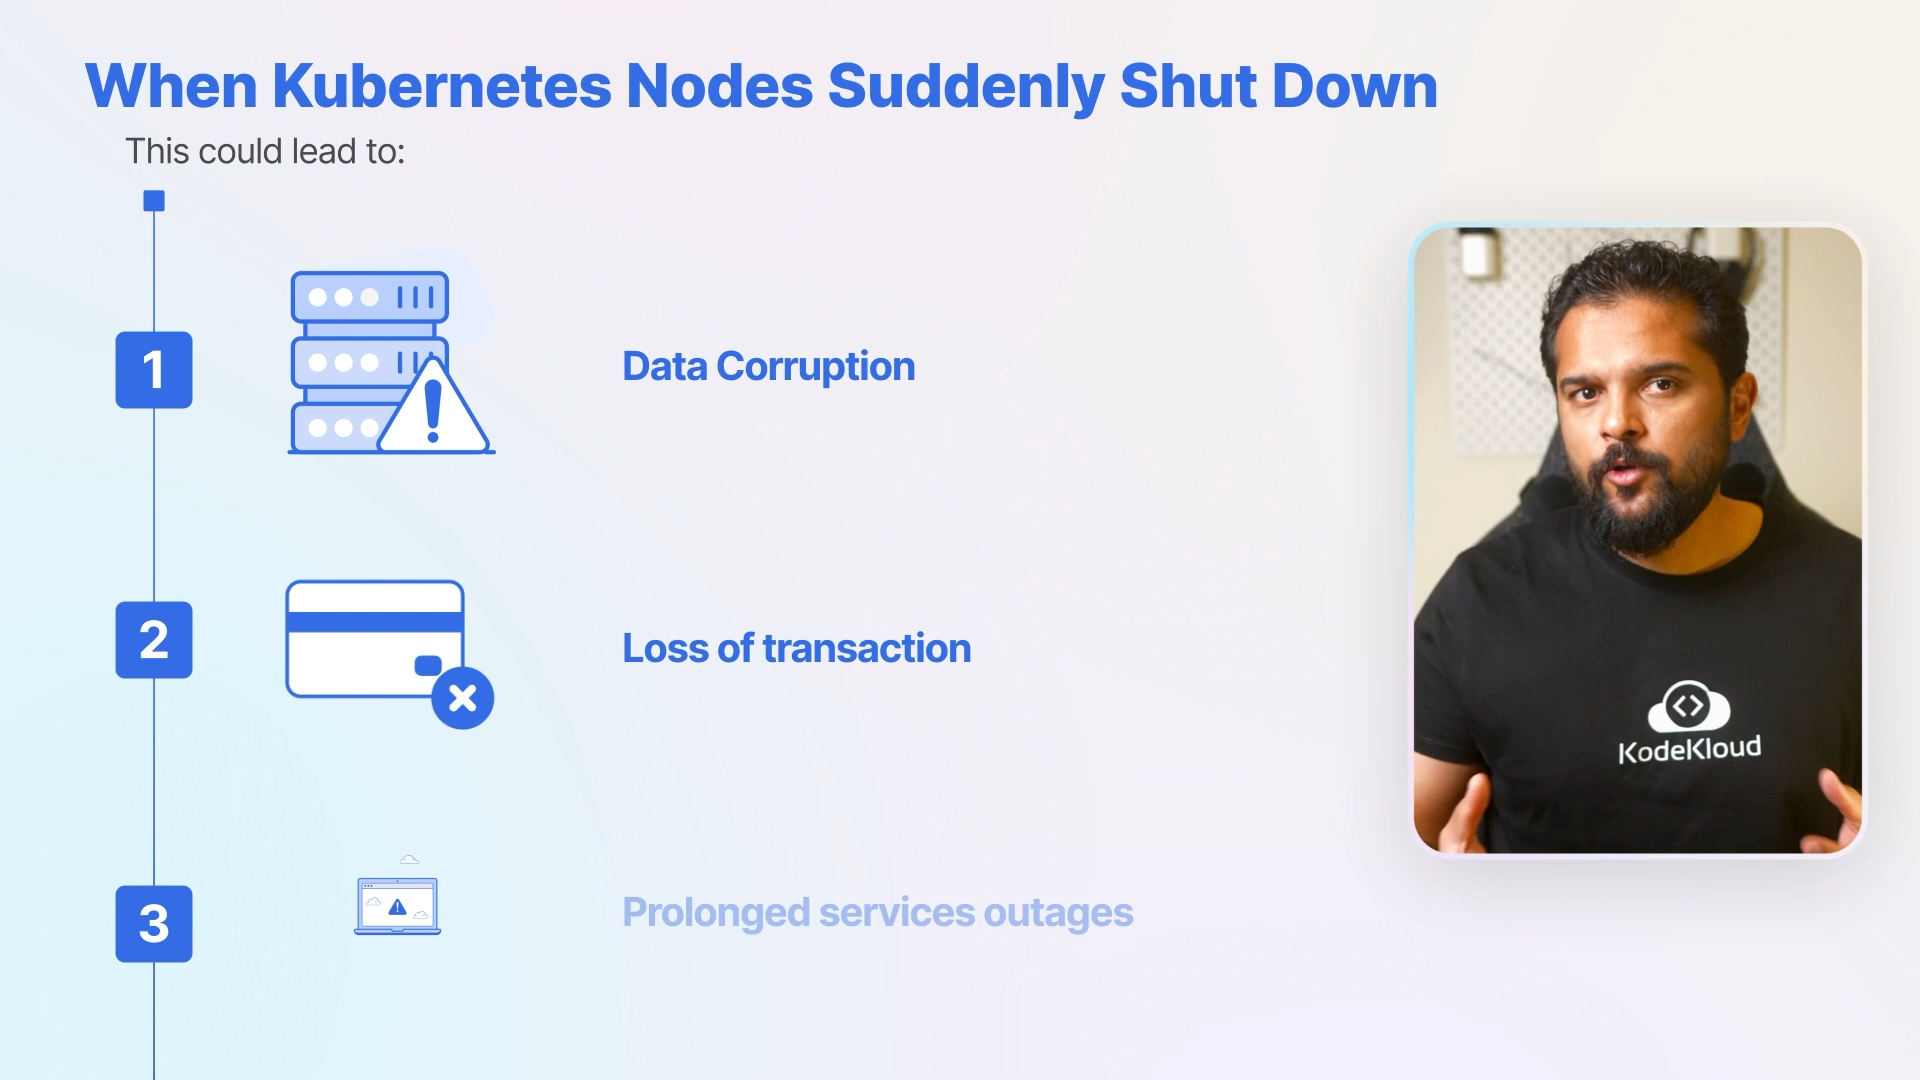 When Kubernetes Nodes Suddenly Shut Down
This could lead to:
1
Data Corruption
2
Loss of transaction
3
Prolonged services outages
KodeKloud